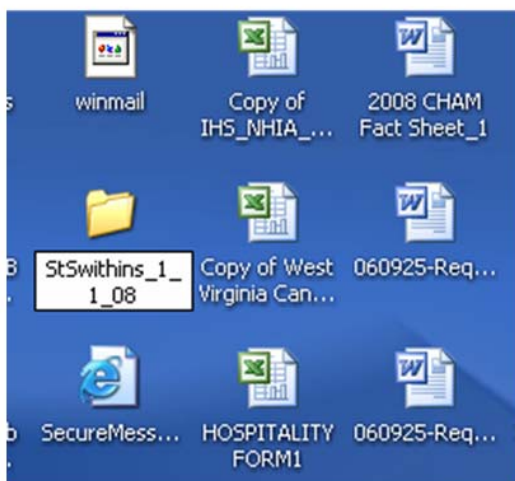 winmail
Copy of
IHS_NHIA_...
2008 CHAM
Fact Sheet_1
StSwithins_1_
1_08
Copy of West
Virginia Can...
060925-Req...
SecureMess...
HOSPITALITY
FORM1
060925-Req...